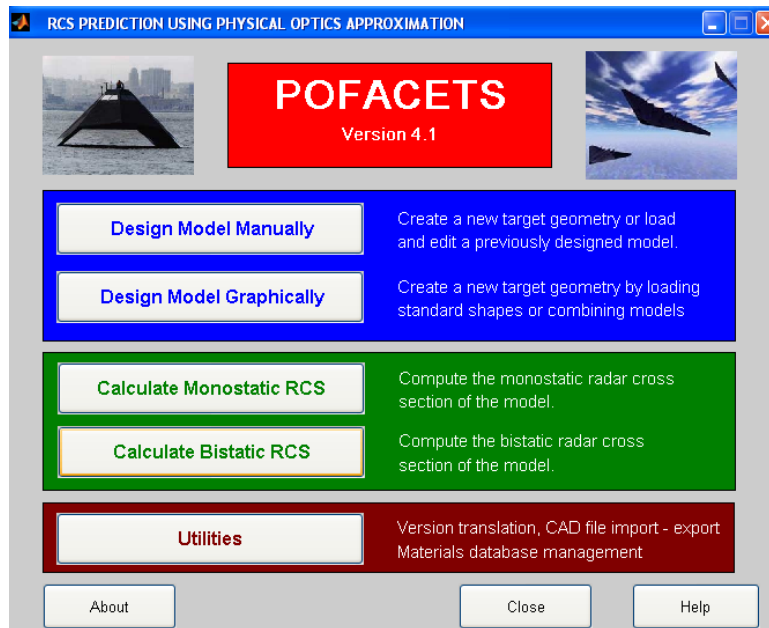 RCS PREDICTION USING PHYSICAL OPTICS APPROXIMATION
POFACETS
Version 4.1
Design Model Manually
Create a new target geometry or load
and edit a previously designed model.
Design Model Graphically
Create a new target geometry by loading
standard shapes or combining models
Calculate Monostatic RCS
Compute the monostatic radar cross
section of the model.
Calculate Bistatic RCS
Compute the bistatic radar cross
section of the model.
Utilities
Version translation, CAD file import - export
Materials database management
About
Close
Help